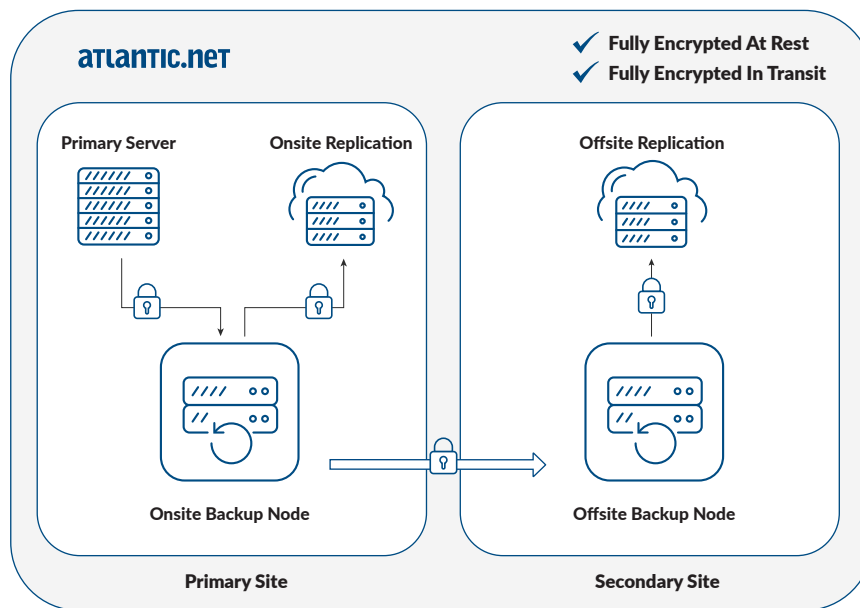 atlantic.net
Fully Encrypted At Rest
Fully Encrypted In Transit
Primary Server
Onsite Replication
Offsite Replication
Onsite Backup Node
Offsite Backup Node
Primary Site
Secondary Site